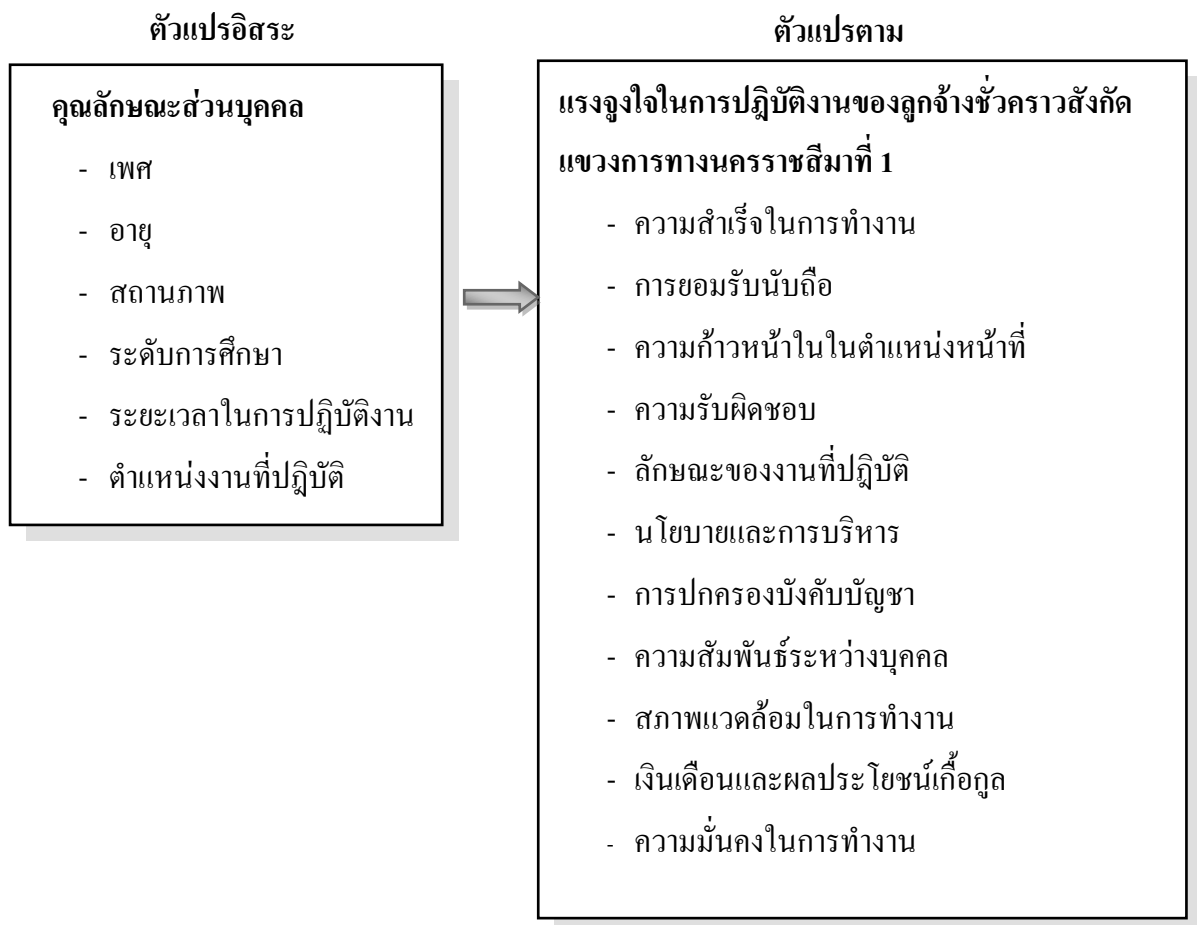 ตัวแปรอิสระ
คุณลักษณะส่วนบุคคล
- เพศ
- อายุ
- สถานภาพ
- ระดับการศึกษา
- ระยะเวลาในการปฏิบัติงาน
- ตำแหน่งงานที่ปฎิบัติ
ตัวแปรตาม
แรงจูงใจในการปฎิบัติงานของลูกจ้างชั่วคราวสังกัด
แขวงการทางนครราชสีมาที่ 1
- ความสำเร็จในการทำงาน
- การยอมรับนับถือ
- ความก้าวหน้าในในตำแหน่งหน้าที่
- ความรับผิดชอบ
- ลักษณะของงานที่ปฎิบัติ
- นโยบายและการบริหาร
- การปกครองบังคับบัญชา
- ความสัมพันธ์ระหว่างบุคคล
- สภาพแวดล้อมในการทำงาน
- เงินเดือนและผลประโยชน์เกื้อกูล
- ความมั่นคงในการทำงาน